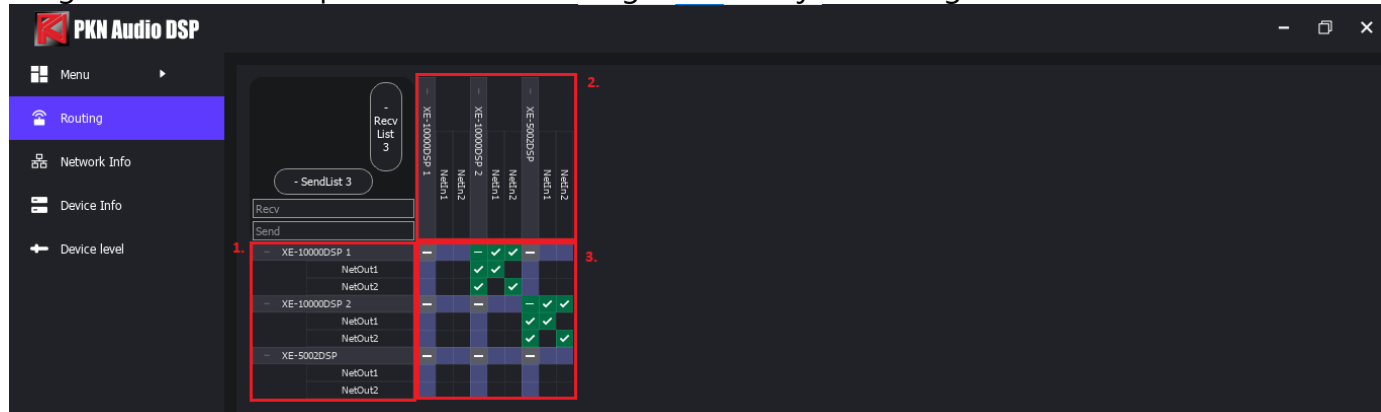 PKN Audio DSP
Menu
Routing
Network Info
Device Info
Device level
- Recv List 3
- SendList 3
Recv
Send
2.
XE-10000DSP 1
NetIn1
NetIn2
XE-10000DSP 2
NetIn1
NetIn2
XE-5002DSP
NetIn1
NetIn2
1.
XE-10000DSP 1
NetOut1
NetOut2
XE-10000DSP 2
NetOut1
NetOut2
XE-5002DSP
NetOut1
NetOut2
3.